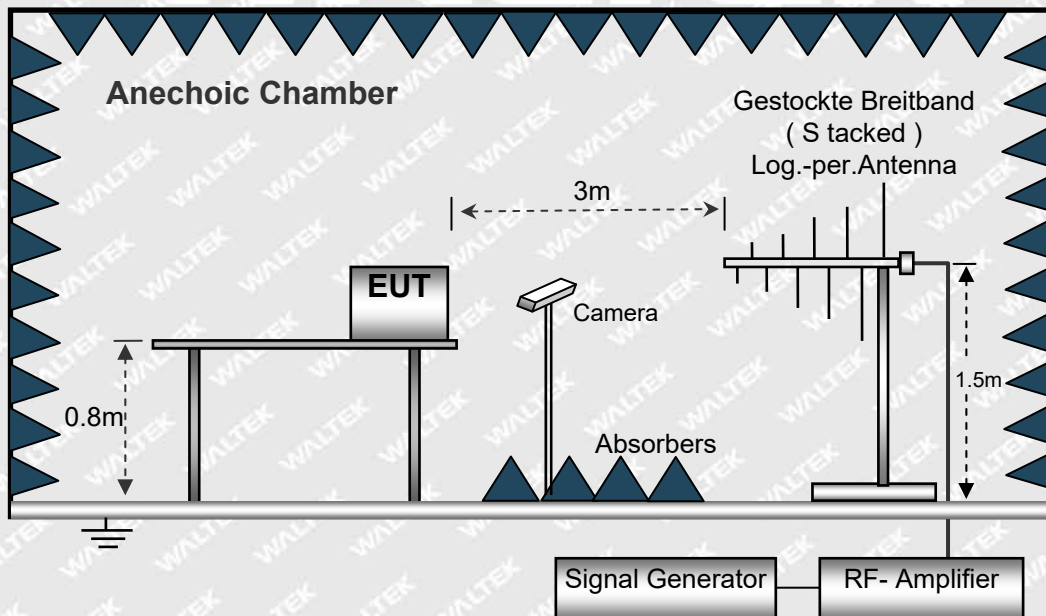 Anechoic Chamber
Gestockte Breitband
( S tacked )
Log.-per.Antenna
3m
EUT
Camera
1.5m
0.8m
Absorbers
Signal Generator
RF- Amplifier
WALTEK